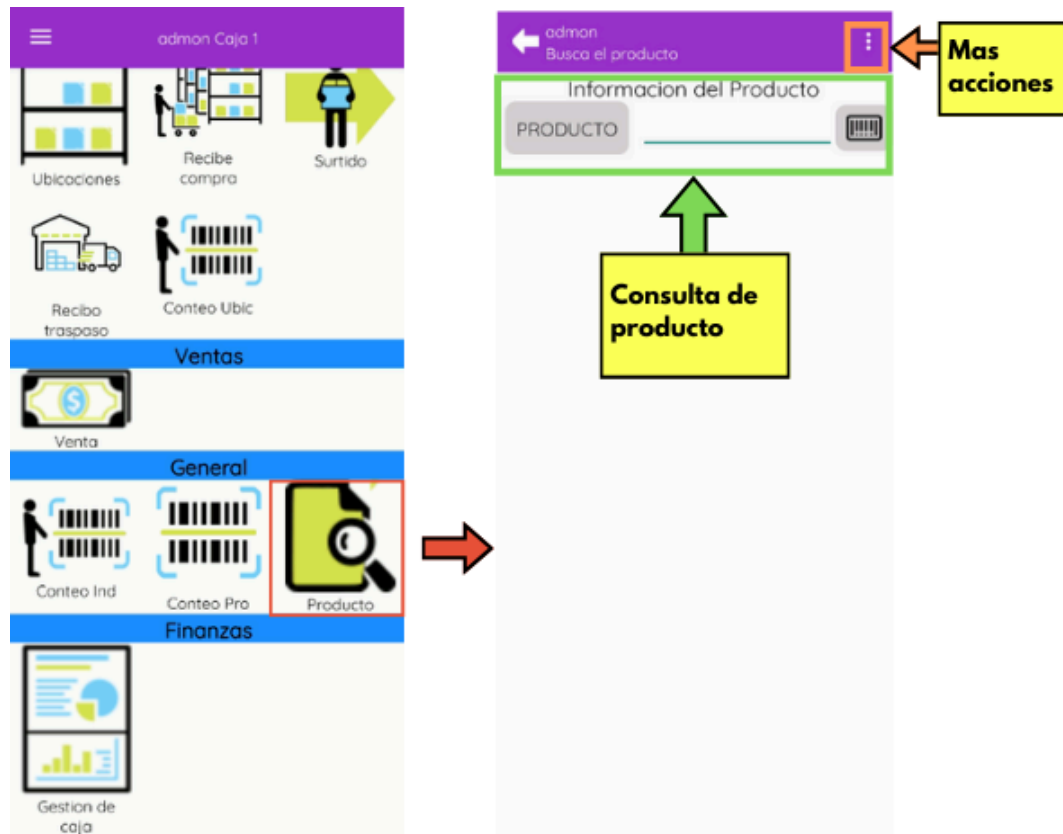 admon Caja 1
Ubicaciones
Recibe
compra
Surtido
Recibo
traspaso
Conteo Ubic
Ventas
Venta
General
Conteo Ind
Conteo Pro
Producto
Finanzas
Gestion de
caja
admon
Busca el producto
Informacion del Producto
PRODUCTO
Mas
acciones
Consulta de
producto